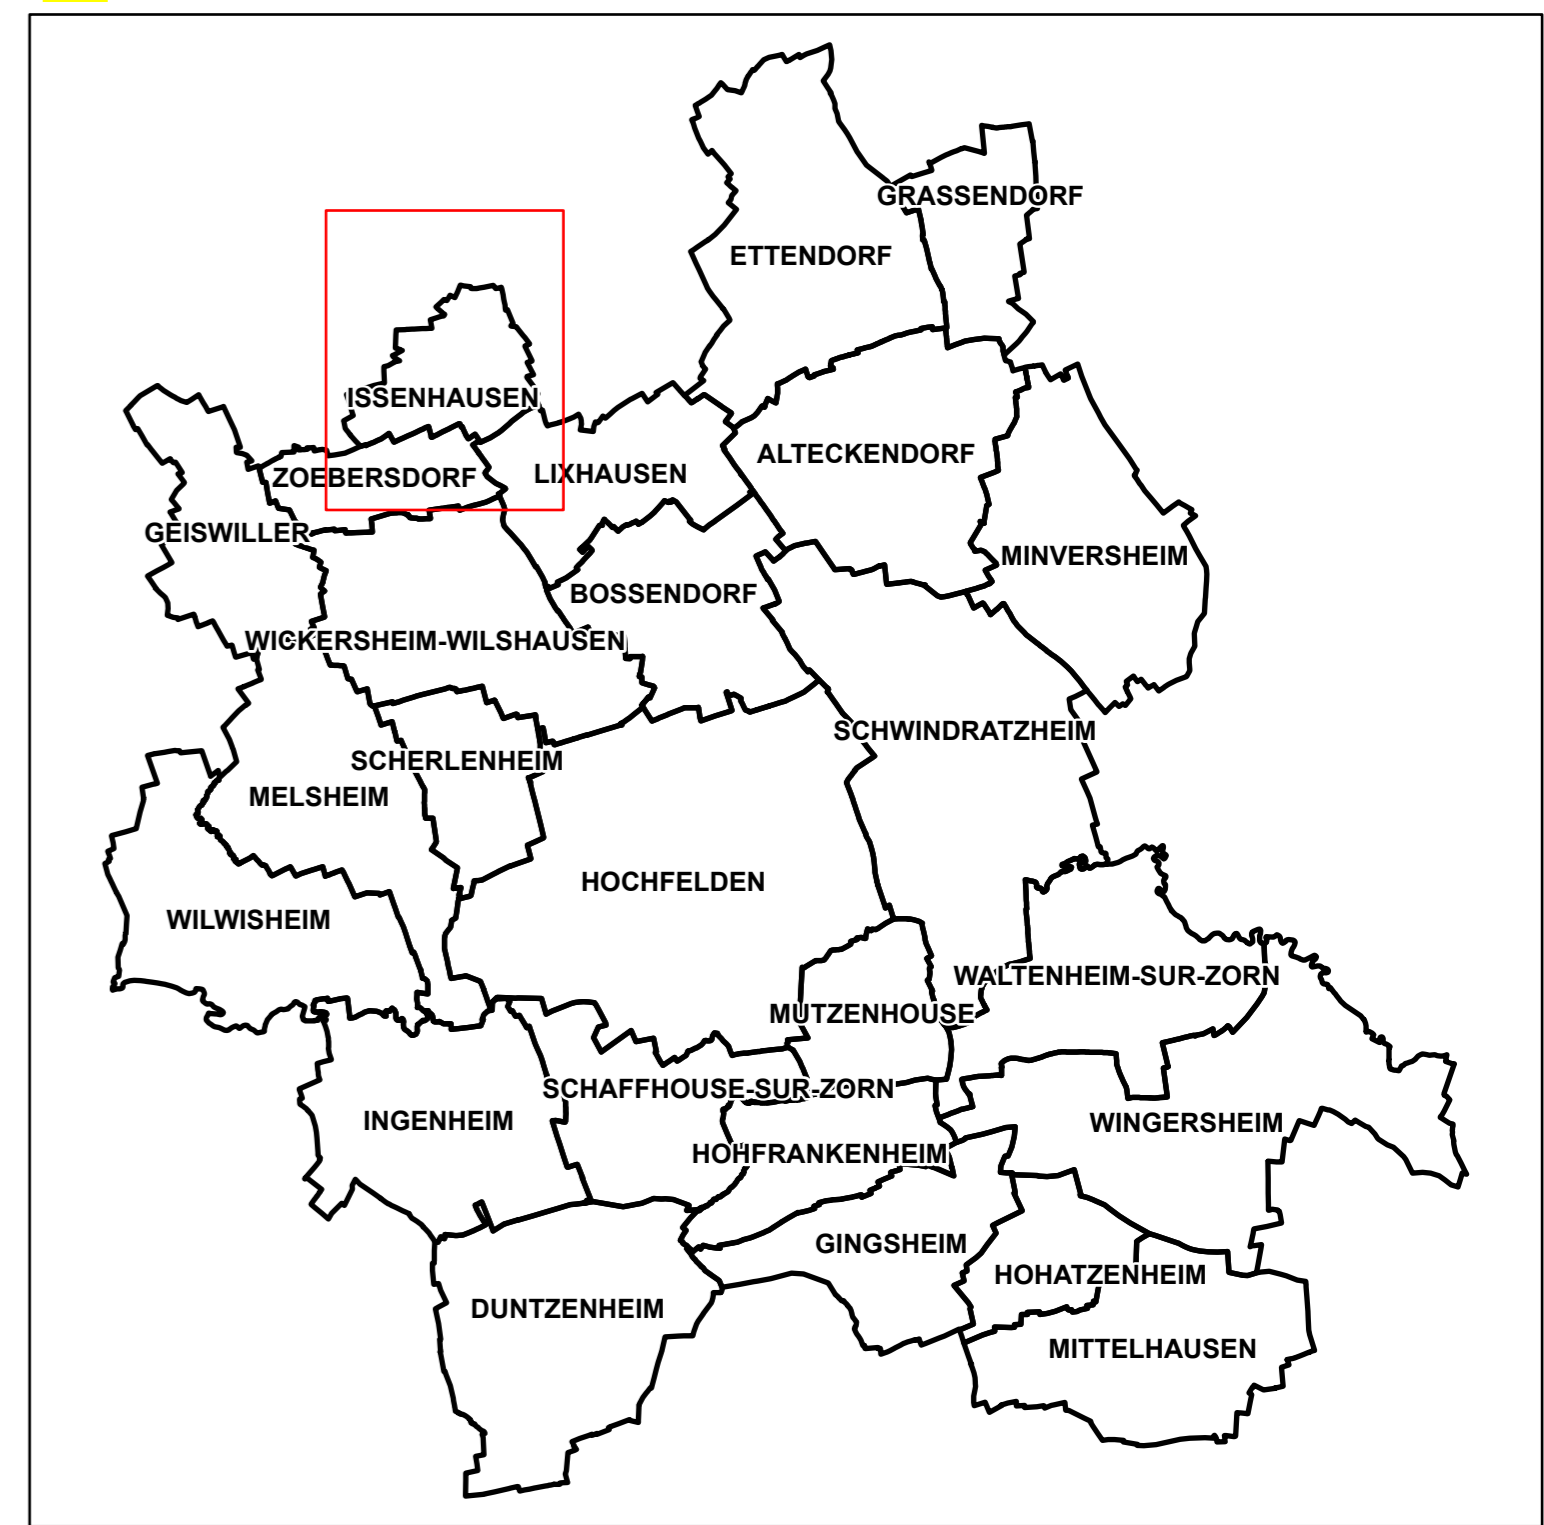 GRASSENDORF
ETTENDORF
ISSENHAUSEN
ALTECKENDORF
LIXHAUSEN
ZOEBERSDORF
GEISWILLER
MINVERSHEIM
BOSSENDORF
WICKERSHEIM-WILSHAUSEN
SCHWINDRATZHEIM
SCHERLENHEIM
MELSHEIM
HOCHFELDEN
WILWISHEIM
WALTENHEIM-SUR-ZORN
MUTZENHOUSE
SCHAFFHOUSE-SUR-ZORN
INGENHEIM
WINGERSHEIM
HOHFRANKENHEIM
GINGSHEIM
HOHATZENHEIM
DUNTZENHEIM
MITTELHAUSEN